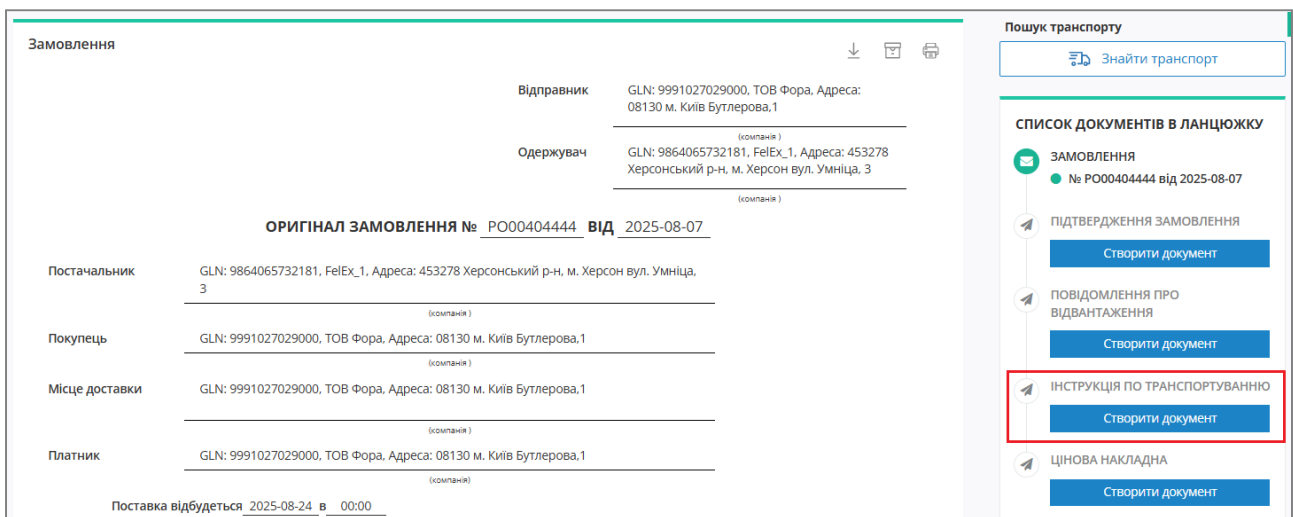 Замовлення
Відправник
GLN: 9991027029000, ТОВ Фора, Адреса:
08130 м. Київ Бутлерова,1
(компанія )
Одержувач
GLN: 9864065732181, FelEx_1, Адреса: 453278
Херсонський р-н, м. Херсон вул. Умніца, 3
(компанія )
ОРИГІНАЛ ЗАМОВЛЕННЯ № PO00404444 ВІД 2025-08-07
Постачальник
GLN: 9864065732181, FelEx_1, Адреса: 453278 Херсонський р-н, м. Херсон вул. Умніца,
3
(компанія )
Покупець
GLN: 9991027029000, ТОВ Фора, Адреса: 08130 м. Київ Бутлерова,1
(компанія )
Місце доставки
GLN: 9991027029000, ТОВ Фора, Адреса: 08130 м. Київ Бутлерова,1
(компанія )
Платник
GLN: 9991027029000, ТОВ Фора, Адреса: 08130 м. Київ Бутлерова,1
(компанія)
Поставка відбудеться 2025-08-24 в 00:00
Пошук транспорту
Знайти транспорт
СПИСОК ДОКУМЕНТІВ В ЛАНЦЮЖКУ
ЗАМОВЛЕННЯ
№ PO00404444 від 2025-08-07
ПІДТВЕРДЖЕННЯ ЗАМОВЛЕННЯ
Створити документ
ПОВІДОМЛЕННЯ ПРО
ВІДВАНТАЖЕННЯ
Створити документ
ІНСТРУКЦІЯ ПО ТРАНСПОРТУВАННЮ
Створити документ
ЦІНОВА НАКЛАДНА
Створити документ